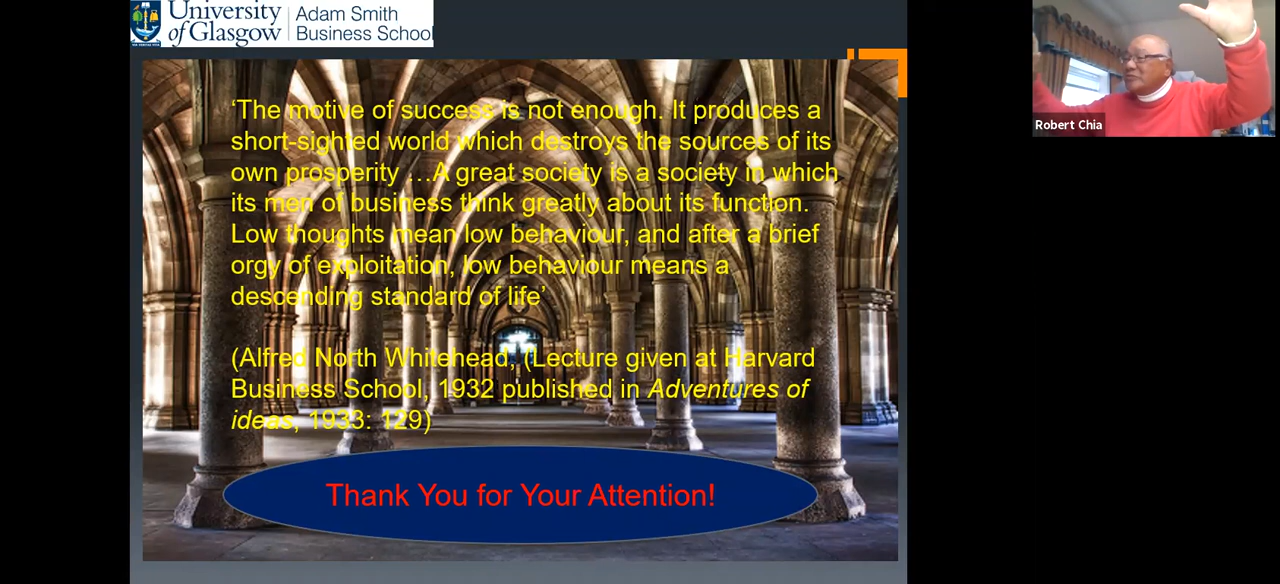 University
of Glasgow
Adam Smith
Business School
‘The motive of success is not enough. It produces a
short-sighted world which destroys the sources of its
own prosperity …A great society is a society in which
its men of business think greatly about its function.
Low thoughts mean low behaviour, and after a brief
orgy of exploitation, low behaviour means a
descending standard of life’
(Alfred North Whitehead, (Lecture given at Harvard
Business School, 1932 published in Adventures of
ideas, 1933: 129)
Thank You for Your Attention!
Robert Chia